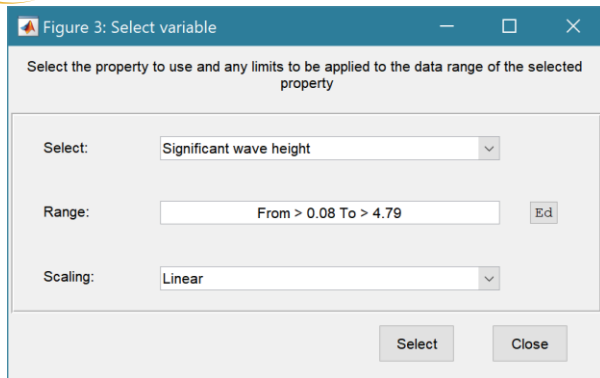 Figure 3: Select variable
Select the property to use and any limits to be applied to the data range of the selected
property
Select:
Significant wave height
Range:
From > 0.08 To > 4.79
Ed
Scaling:
Linear
Select
Close